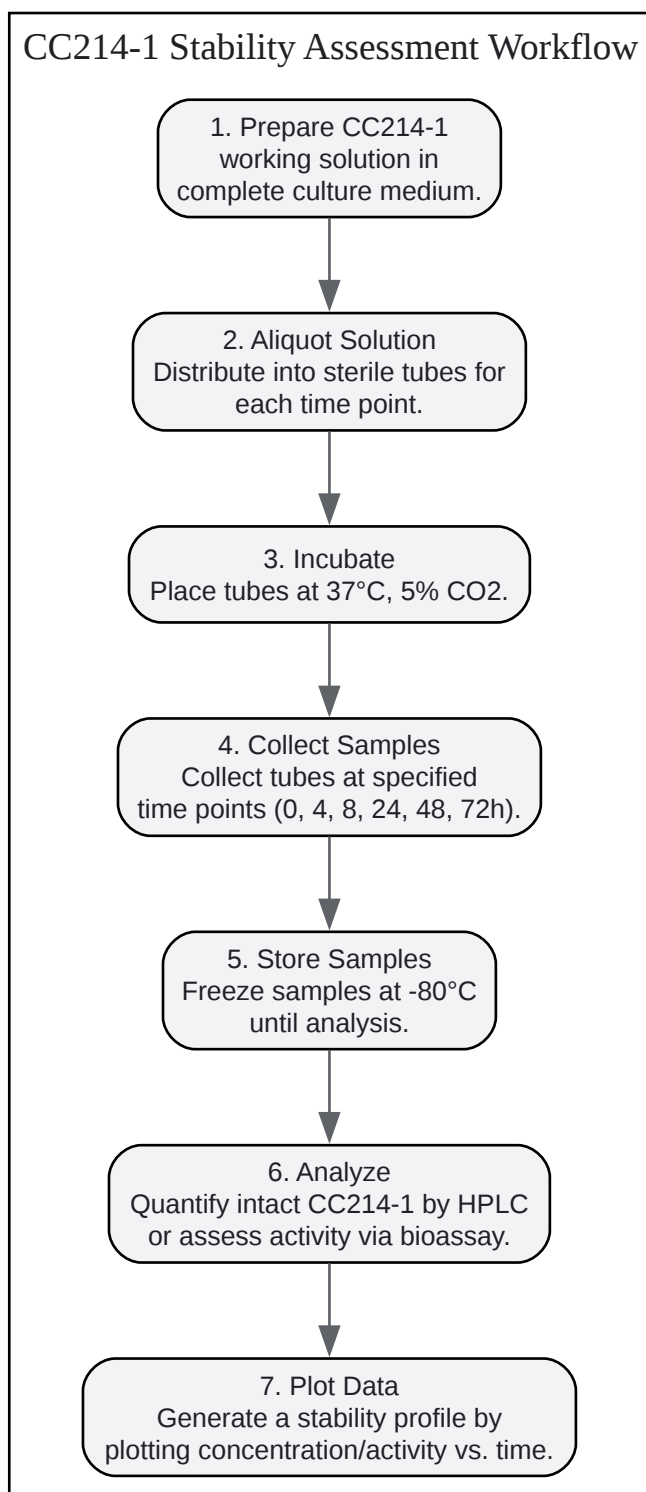 CC214-1 Stability Assessment Workflow
1. Prepare CC214-1
working solution in
complete culture medium.
2. Aliquot Solution
Distribute into sterile tubes for
each time point.
3. Incubate
Place tubes at 37°C, 5% CO2.
4. Collect Samples
Collect tubes at specified
time points (0, 4, 8, 24, 48, 72h).
5. Store Samples
Freeze samples at -80°C
until analysis.
6. Analyze
Quantify intact CC214-1 by HPLC
or assess activity via bioassay.
7. Plot Data
Generate a stability profile by
plotting concentration/activity vs. time.